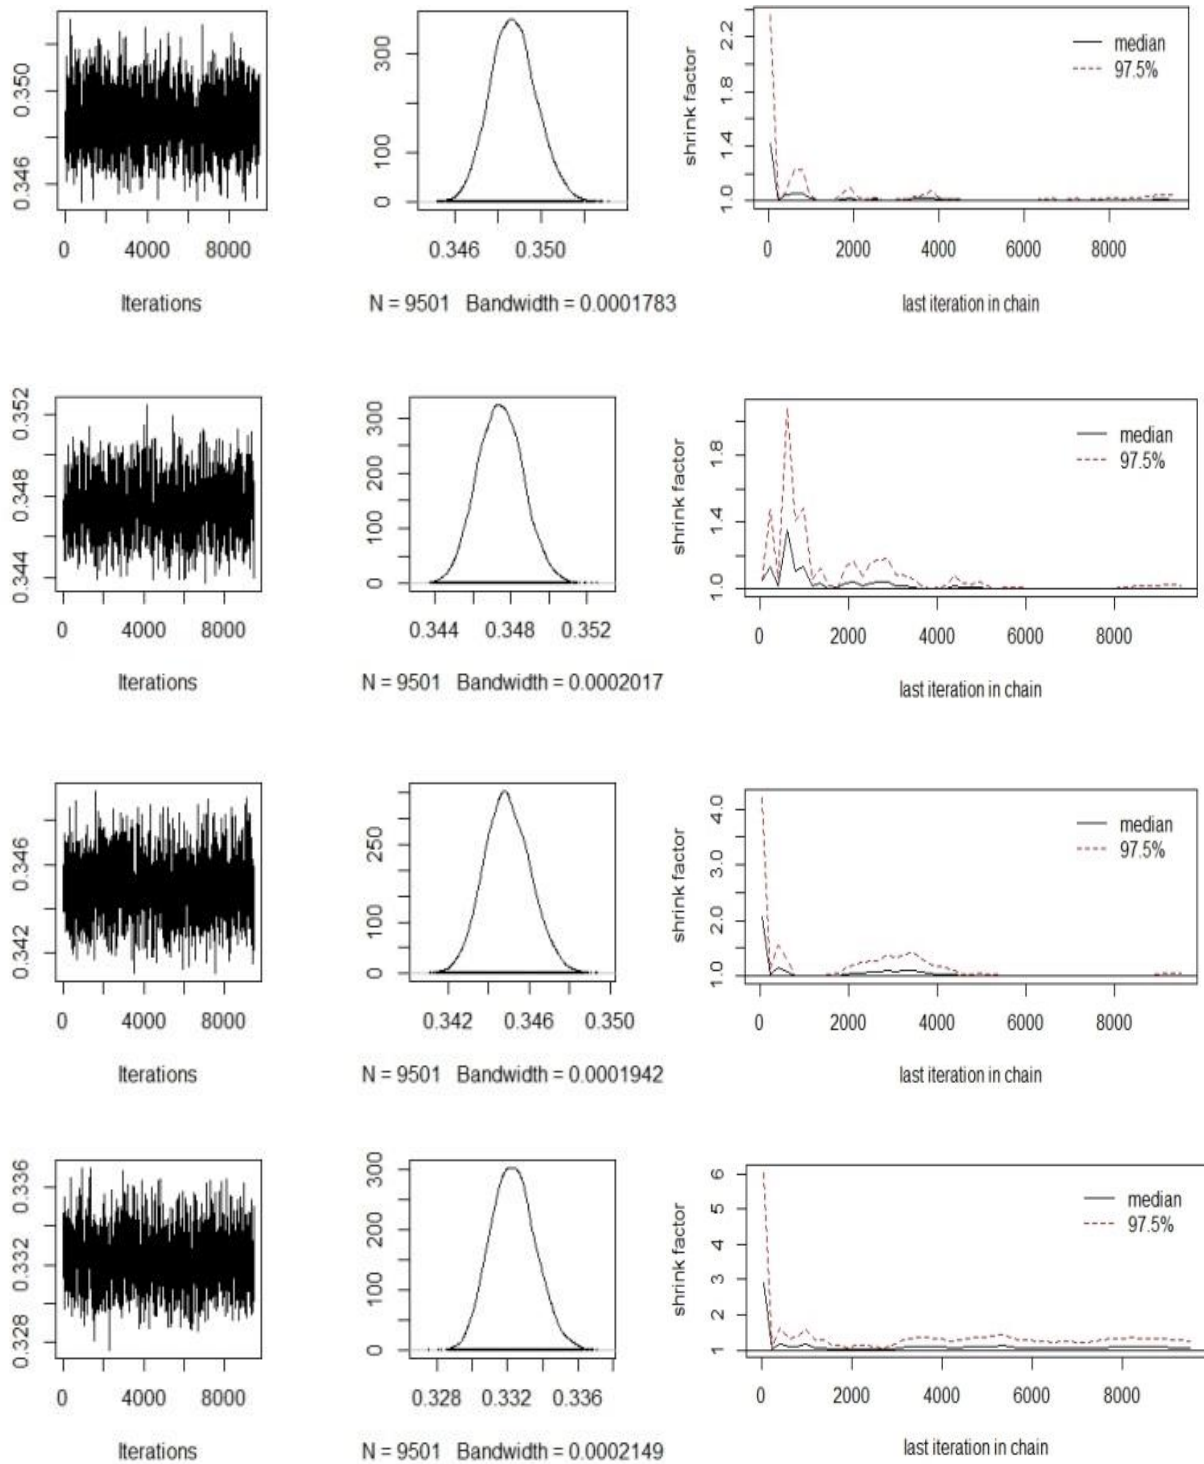 0.350
0.346
0 4000 8000
Iterations
300
100
0
0.346 0.350
N = 9501 Bandwidth = 0.0001783
shrink factor
2.2
1.8
1.4
1.0
median
97.5%
0 2000 4000 6000 8000
last iteration in chain
0.352
0.348
0.344
0 4000 8000
Iterations
300
200
100
0
0.344 0.348 0.352
N = 9501 Bandwidth = 0.0002017
shrink factor
1.8
1.4
1.0
median
97.5%
0 2000 4000 6000 8000
last iteration in chain
0.346
0.342
0 4000 8000
Iterations
250
100
0
0.342 0.346 0.350
N = 9501 Bandwidth = 0.0001942
shrink factor
4.0
3.0
2.0
1.0
median
97.5%
0 2000 4000 6000 8000
last iteration in chain
0.336
0.332
0.328
0 4000 8000
Iterations
300
200
100
0
0.328 0.332 0.336
N = 9501 Bandwidth = 0.0002149
shrink factor
6
5
4
3
2
1
median
97.5%
0 2000 4000 6000 8000
last iteration in chain